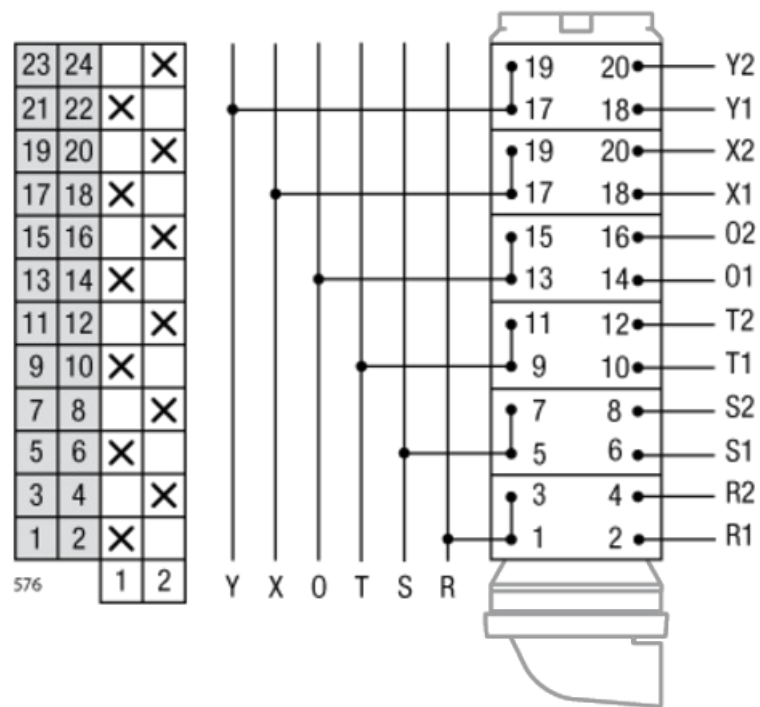 23 24
21 22
19 20
17 18
15 16
13 14
11 12
9 10
7 8
5 6
3 4
1 2
576 1 2
Y X O T S R
19 20 Y2
17 18 Y1
19 20 X2
17 18 X1
15 16 O2
13 14 O1
11 12 T2
9 10 T1
7 8 S2
5 6 S1
3 4 R2
1 2 R1